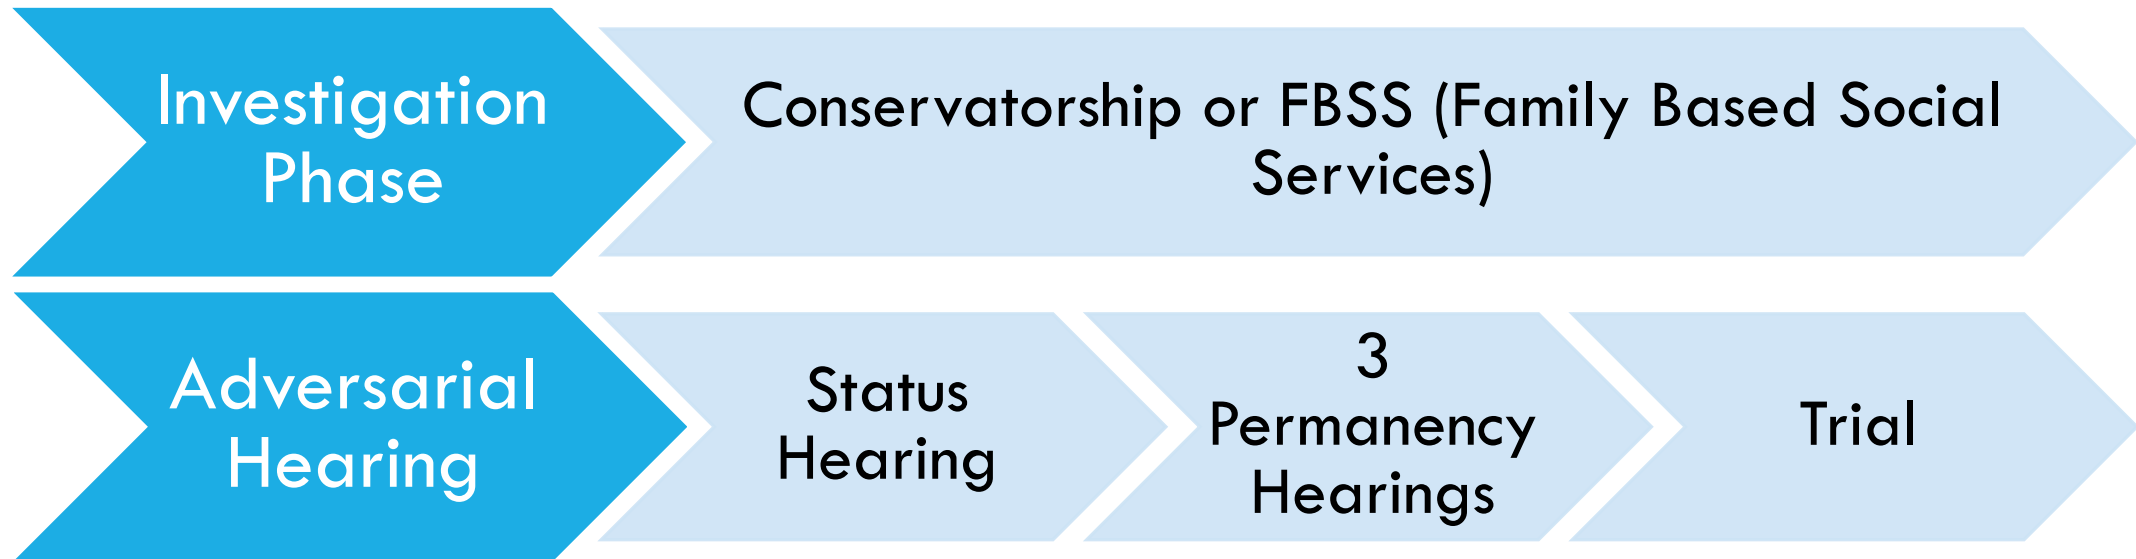 Investigation
Phase
Conservatorship or FBSS (Family Based Social
Services)
Adversarial
Hearing
Status
Hearing
3
Permanency
Hearings
Trial